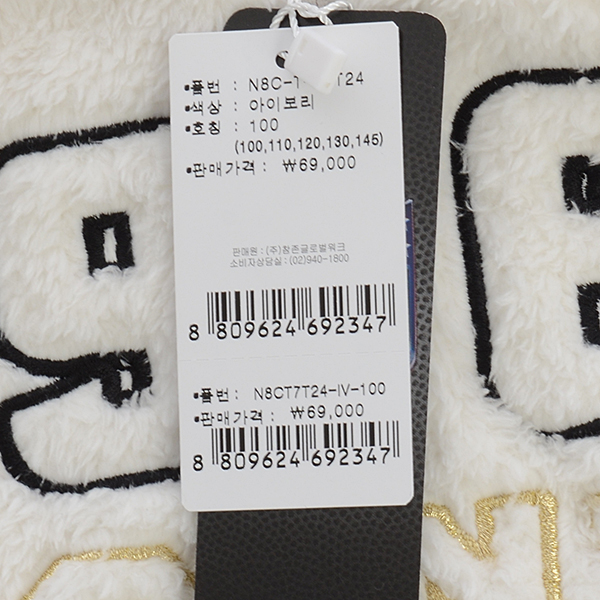 •품번 :
•색상 : 아이보리
•호칭 : 100
(100,110,120,130,145)
•판매가격 : ₩69,000
판매원 : (주)창존글로벌워크
소비자상담실 : (02)940-1800
8 809624 692347
•품번 : N8CT7T24-IV-100
•판매가격 : ₩69,000
8 809624 692347